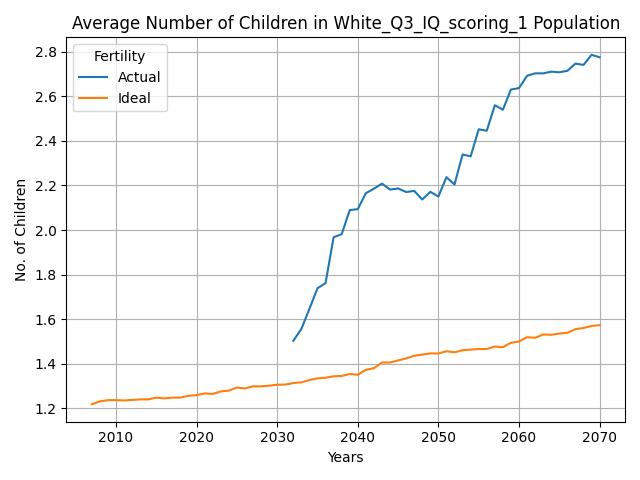 Average Number of Children in White_Q3_IQ_scoring_1 Population
Fertility
Actual
Ideal
No. of Children
2.8
2.6
2.4
2.2
2.0
1.8
1.6
1.4
1.2
2010 2020 2030 2040 2050 2060 2070
Years